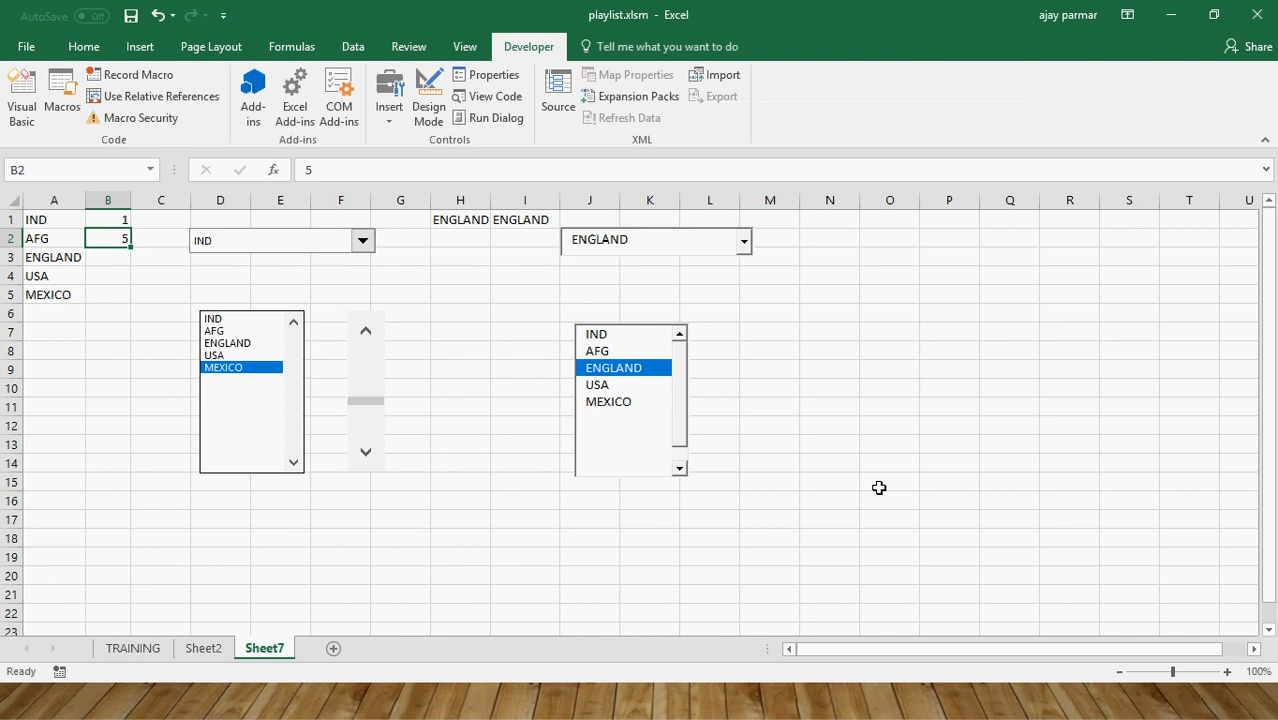 AutoSave Off
playlist.xlsm - Excel
ajay parmar
File Home Insert Page Layout Formulas Data Review View Developer Tell me what you want to do Share
Visual Basic
Macros
Record Macro
Use Relative References
Macro Security
Code
Add-ins
Excel Add-ins
COM Add-ins
Add-ins
Insert
Design Mode
Properties
View Code
Run Dialog
Controls
Source
Map Properties
Expansion Packs
Refresh Data
Import
Export
XML
B2 fx 5
A B C D E F G H I J K L M N O P Q R S T U
1 IND 1 ENGLAND ENGLAND
2 AFG 5 IND ENGLAND
3 ENGLAND
4 USA
5 MEXICO
6
7
8
9
10
11
12
13
14
15
16
17
18
19
20
21
22
23
IND
AFG
ENGLAND
USA
MEXICO
IND
AFG
ENGLAND
USA
MEXICO
TRAINING Sheet2 Sheet7
Ready 100%